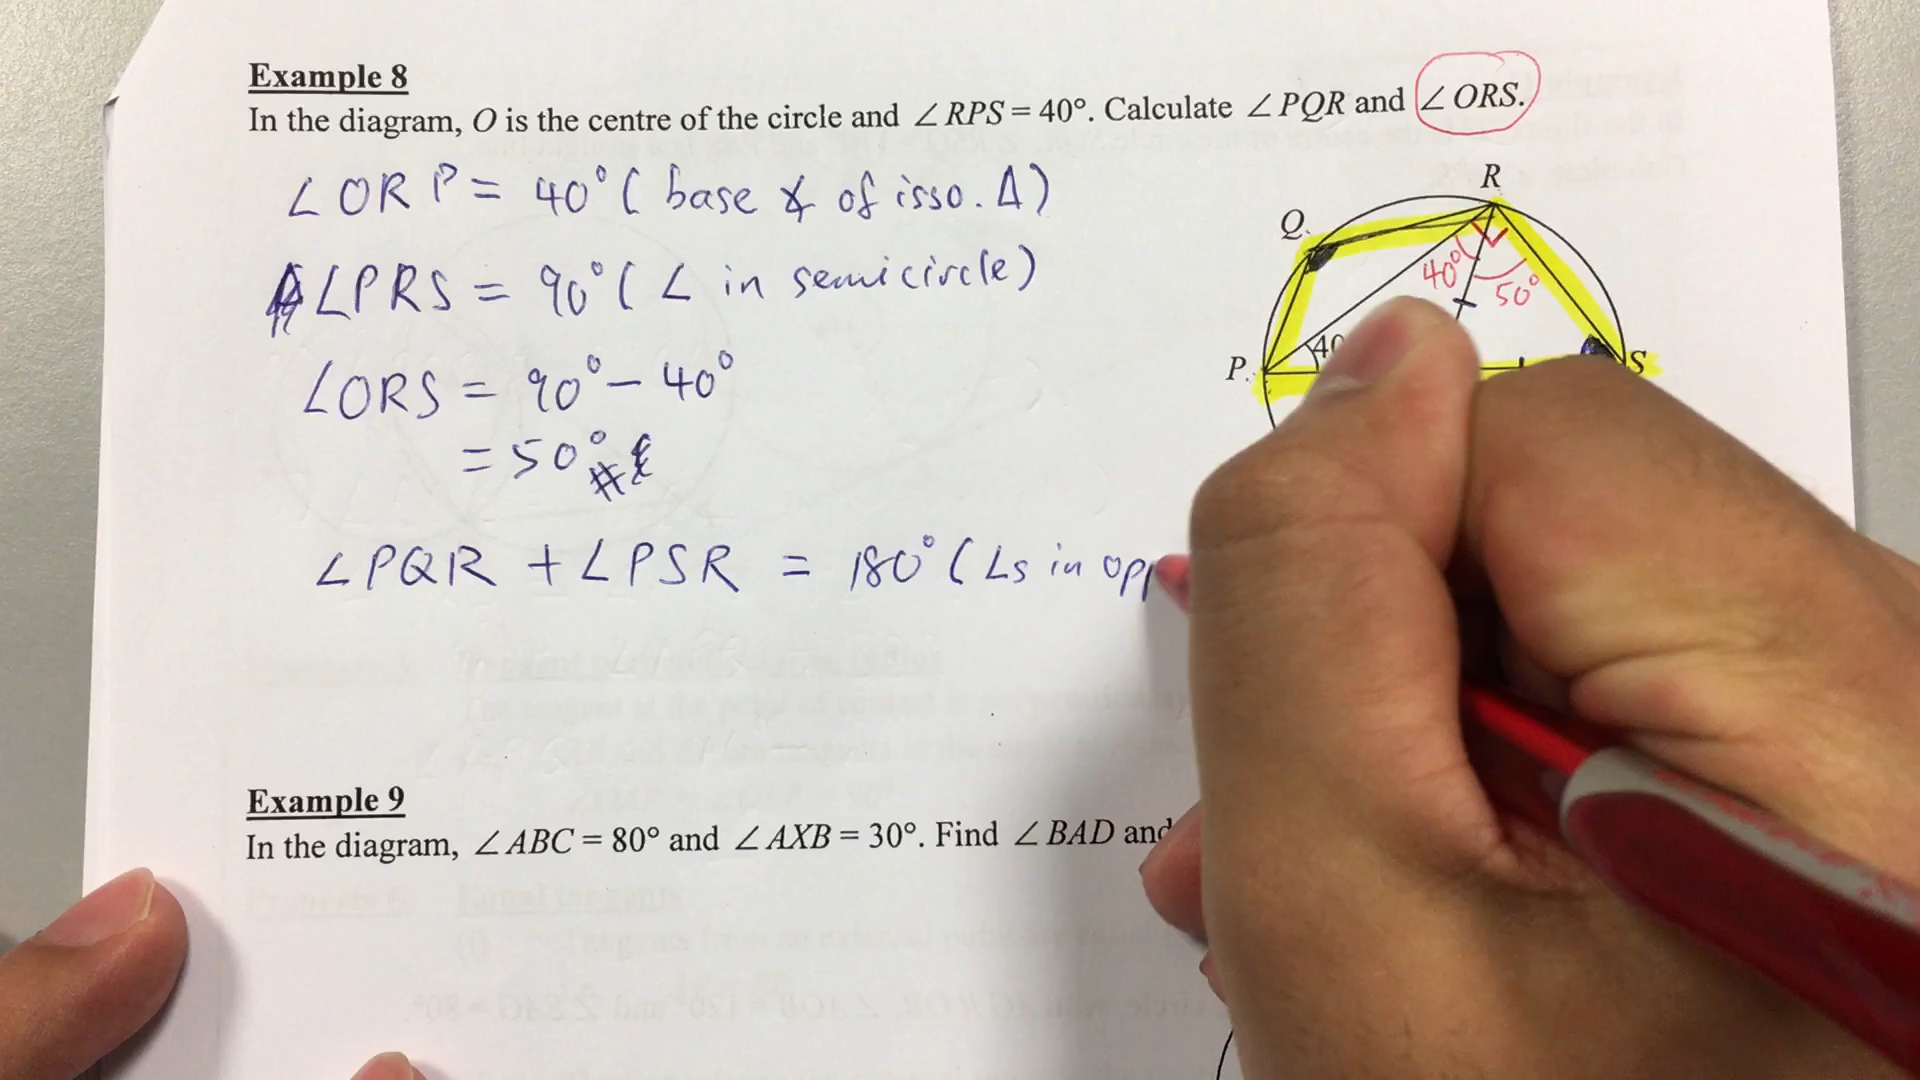 Example 8
In the diagram, O is the centre of the circle and ∠RPS = 40°. Calculate ∠PQR and ∠ORS.
∠ORP = 40° ( base ∡ of isso. Δ)
∠PRS = 90° ( ∠ in semicircle)
∠ORS = 90° − 40°
= 50°
∠PQR + ∠PSR = 180° ( ∠s in opp
R
Q
40°
50°
P
40
S
Example 9
In the diagram, ∠ABC = 80° and ∠AXB = 30°. Find ∠BAD and